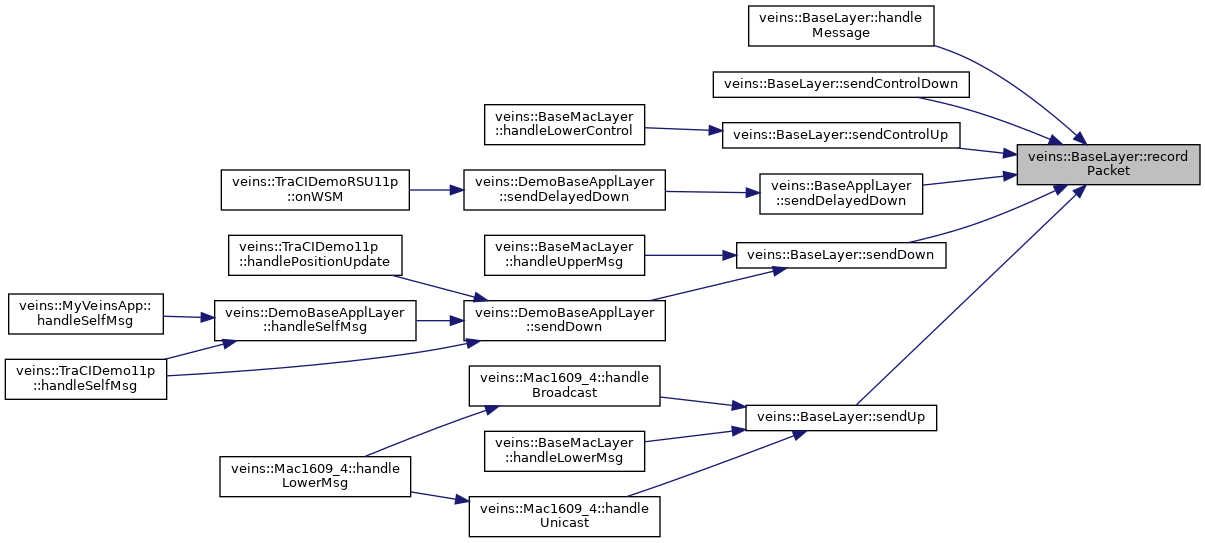 veins::BaseLayer::handle
Message
veins::BaseLayer::sendControlDown
veins::BaseMacLayer
::handleLowerControl
veins::BaseLayer::sendControlUp
veins::BaseLayer::record
Packet
veins::TraCIDemoRSU11p
::onWSM
veins::DemoBaseApplLayer
::sendDelayedDown
veins::BaseApplLayer
::sendDelayedDown
veins::TraCIDemo11p
::handlePositionUpdate
veins::BaseMacLayer
::handleUpperMsg
veins::BaseLayer::sendDown
veins::MyVeinsApp::
handleSelfMsg
veins::DemoBaseApplLayer
::handleSelfMsg
veins::DemoBaseApplLayer
::sendDown
veins::TraCIDemo11p
::handleSelfMsg
veins::Mac1609_4::handle
Broadcast
veins::BaseLayer::sendUp
veins::BaseMacLayer
::handleLowerMsg
veins::Mac1609_4::handle
LowerMsg
veins::Mac1609_4::handle
Unicast